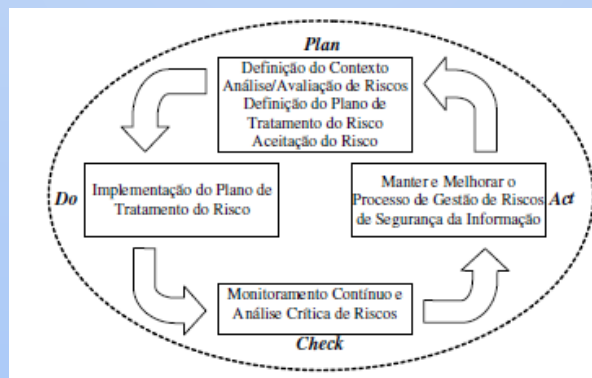 Plan
Definição do Contexto
Análise/Avaliação de Riscos
Definição do Plano de
Tratamento do Risco
Aceitação do Risco
Do
Implementação do Plano de
Tratamento do Risco
Manter e Melhorar o
Processo de Gestão de Riscos
de Segurança da Informação
Act
Monitoramento Contínuo e
Análise Crítica de Riscos
Check